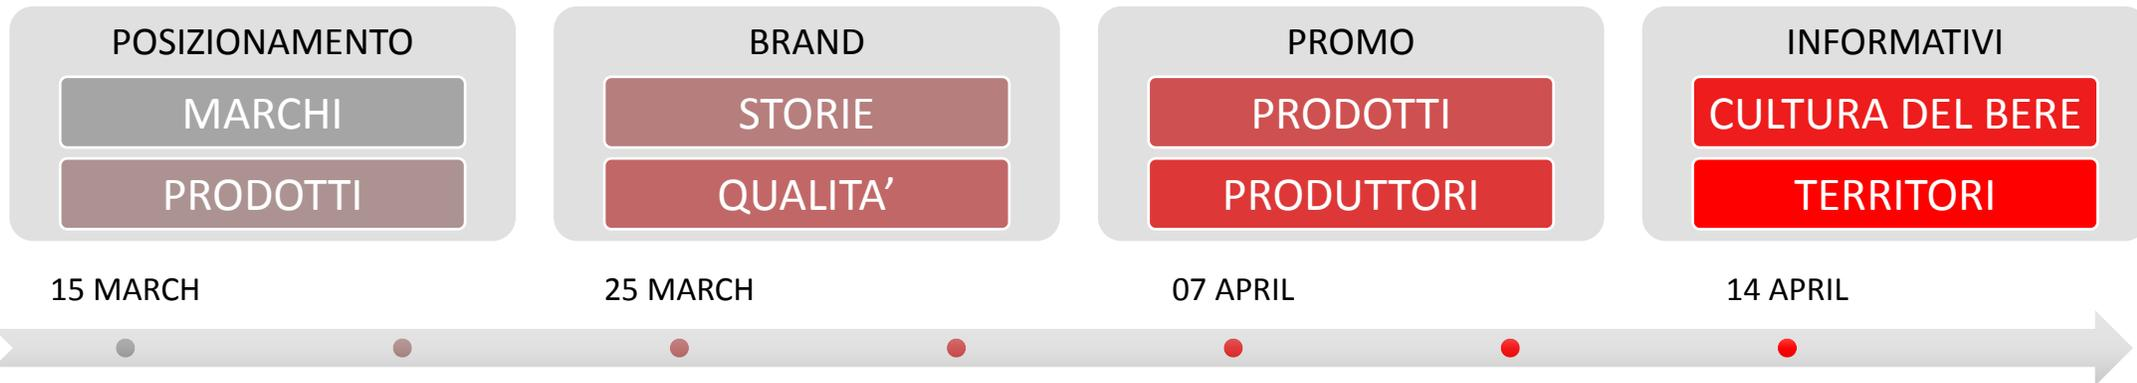 POSIZIONAMENTO
MARCHI
PRODOTTI
BRAND
STORIE
QUALITA’
PROMO
PRODOTTI
PRODUTTORI
INFORMATIVI
CULTURA DEL BERE
TERRITORI
15 MARCH
25 MARCH
07 APRIL
14 APRIL